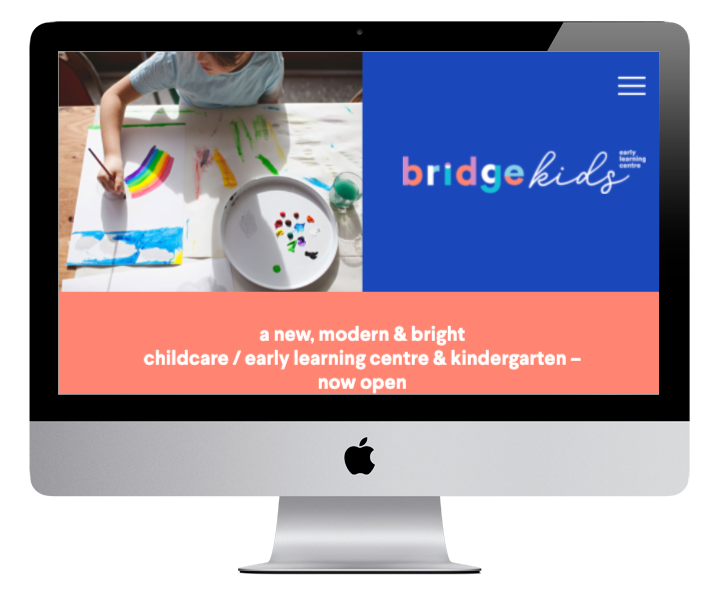 bridge kids
early
learning
centre
a new, modern & bright
childcare / early learning centre & kindergarten –
now open